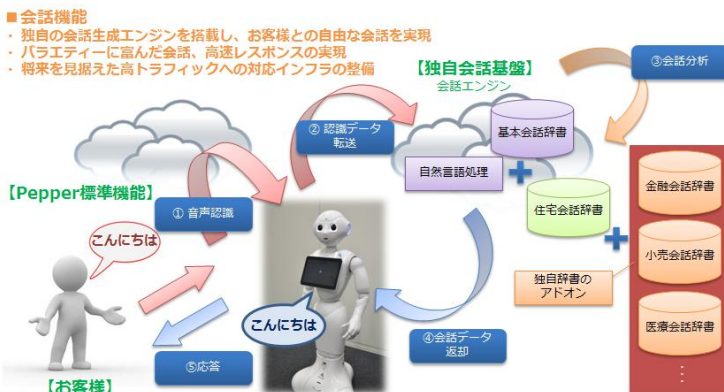 ■会話機能
・ 独自の会話生成エンジンを搭載し、お客様との自由な会話を実現
・ バラエティーに富んだ会話、高速レスポンスの実現
・ 将来を見据えた高トラフィックへの対応インフラの整備
【独自会話基盤】
会話エンジン
③会話分析
② 認識データ
転送
基本会話辞書
自然言語処理
金融会話辞書
【Pepper標準機能】
① 音声認識
住宅会話辞書
こんにちは
小売会話辞書
独自辞書の
アドオン
こんにちは
医療会話辞書
④会話データ
返却
⑤応答
【お客様】